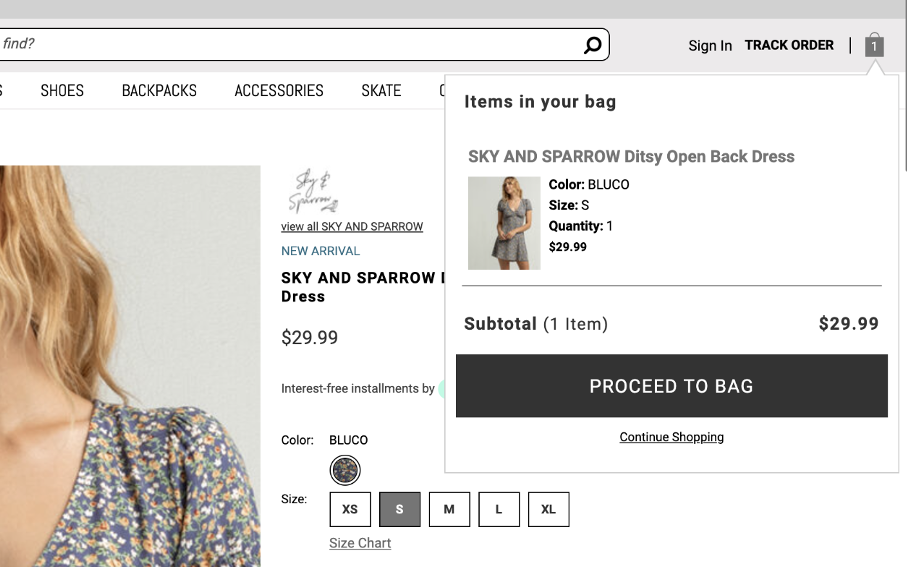 find?
Sign In TRACK ORDER | 1
S SHOES BACKPACKS ACCESSORIES SKATE
Items in your bag
SKY AND SPARROW Ditsy Open Back Dress
Color: BLUCO
Size: S
Quantity: 1
$29.99
Subtotal (1 Item) $29.99
PROCEED TO BAG
Continue Shopping
Sky &
Sparrow
view all SKY AND SPARROW
NEW ARRIVAL
SKY AND SPARROW
Dress
$29.99
Interest-free installments by
Color: BLUCO
Size: XS S M L XL
Size Chart